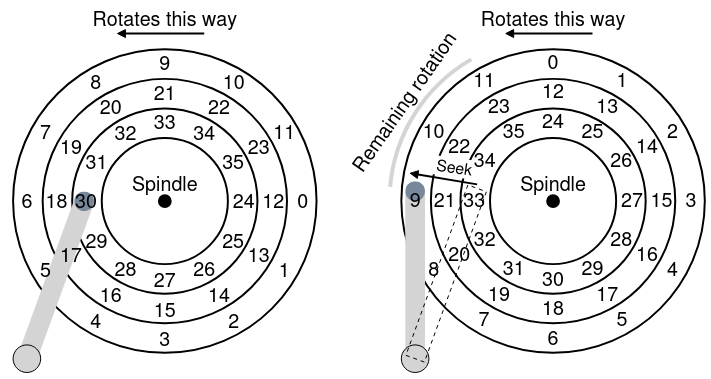 Rotates this way
9
8 10
20 21 22
7 32 33 34 11
19 31 35 23
Spindle
6 18 30 24 12 0
17 29 25 13
5 28 27 26 1
16 15 14
4 2
3
Rotates this way
Remaining rotation
0
11 1
23 12 13
10 35 24 25 2
22 34 26 14
Seek
Spindle
9 21 33 27 15 3
20 32 28 16
8 31 30 29 4
19 18 17
7 5
6